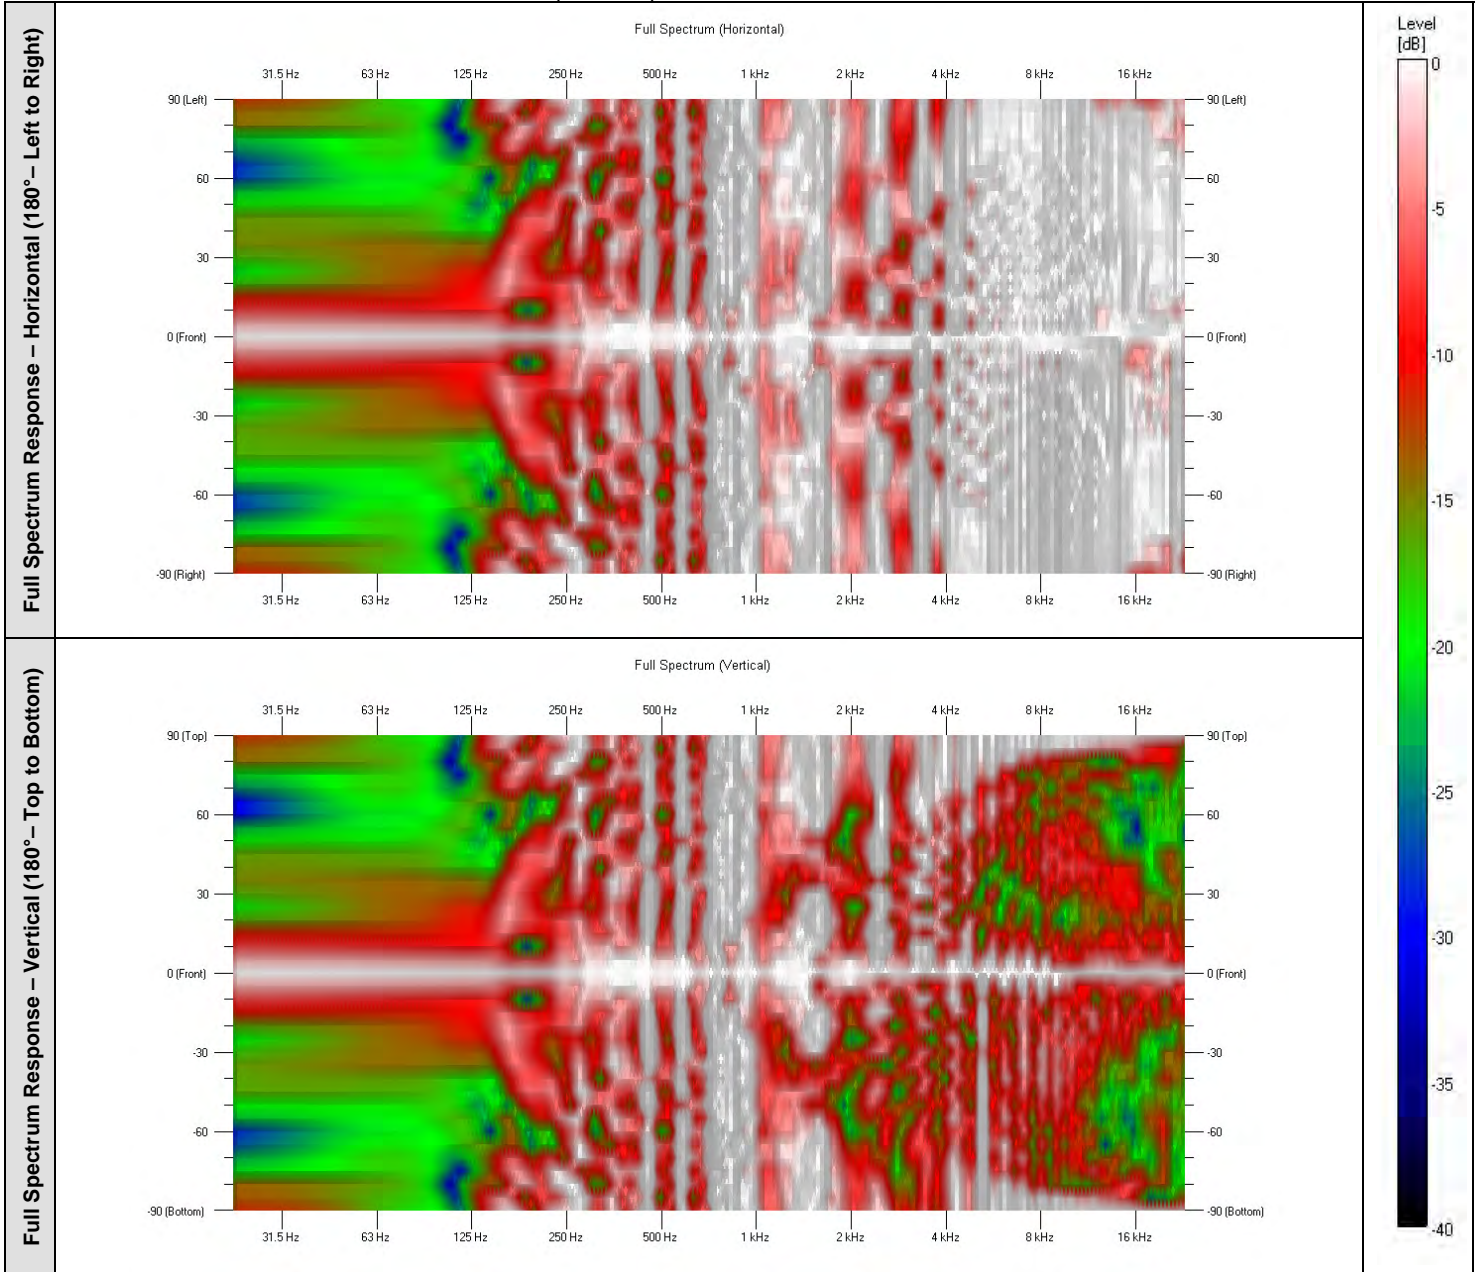 Full Spectrum Response – Horizontal (180°– Left to Right)
Full Spectrum (Horizontal)
31.5 Hz 63 Hz 125 Hz 250 Hz 500 Hz 1 kHz 2 kHz 4 kHz 8 kHz 16 kHz
90 (Left) 90 (Left)
60 60
30 30
0 (Front) 0 (Front)
-30 -30
-60 -60
-90 (Right) -90 (Right)
31.5 Hz 63 Hz 125 Hz 250 Hz 500 Hz 1 kHz 2 kHz 4 kHz 8 kHz 16 kHz
Full Spectrum Response – Vertical (180°– Top to Bottom)
Full Spectrum (Vertical)
31.5 Hz 63 Hz 125 Hz 250 Hz 500 Hz 1 kHz 2 kHz 4 kHz 8 kHz 16 kHz
90 (Top) 90 (Top)
60 60
30 30
0 (Front) 0 (Front)
-30 -30
-60 -60
-90 (Bottom) -90 (Bottom)
31.5 Hz 63 Hz 125 Hz 250 Hz 500 Hz 1 kHz 2 kHz 4 kHz 8 kHz 16 kHz
Level
[dB]
0
-5
-10
-15
-20
-25
-30
-35
-40